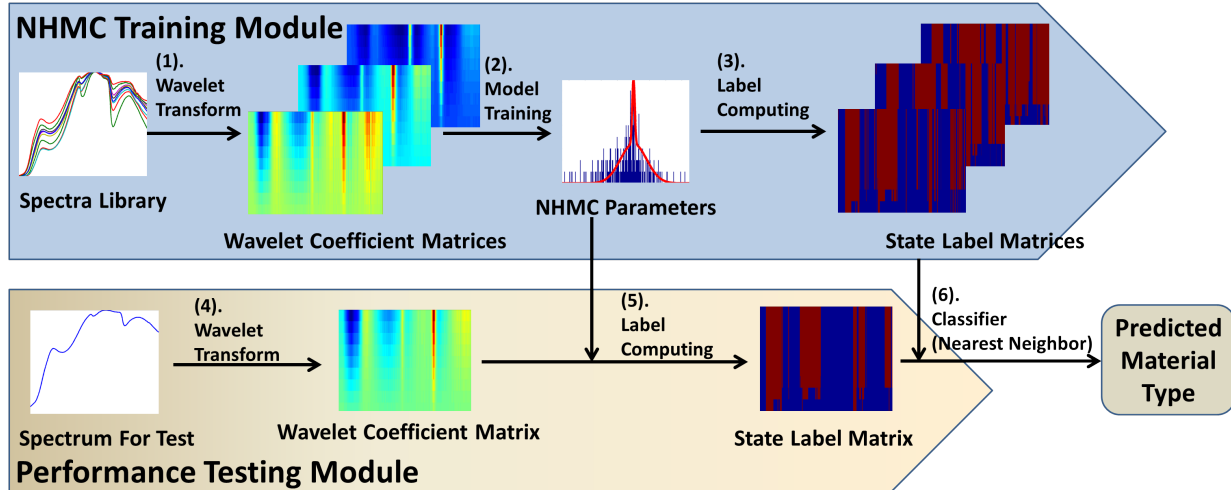 NHMC Training Module
(1).
Wavelet
Transform
(2).
Model
Training
(3).
Label
Computing
Spectra Library
Wavelet Coefficient Matrices
NHMC Parameters
State Label Matrices
(4).
Wavelet
Transform
(5).
Label
Computing
(6).
Classifier
(Nearest Neighbor)
Predicted
Material
Type
Spectrum For Test
Wavelet Coefficient Matrix
State Label Matrix
Performance Testing Module